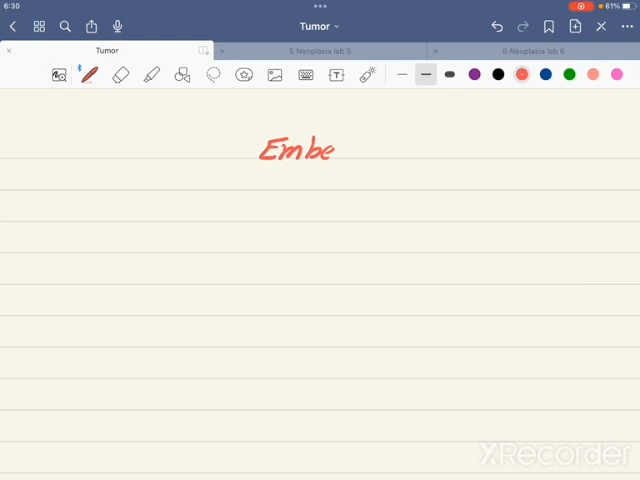 6:30
61%
Tumor
Tumor
5 Neoplasia lab 5
6 Neoplasia lab 6
Embe
XRecorder